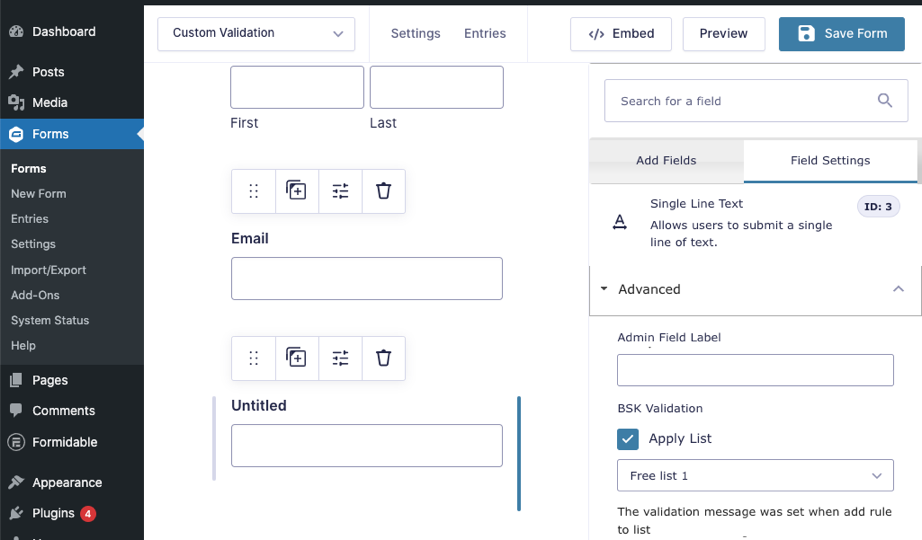 Dashboard
Posts
Media
Forms
Forms
New Form
Entries
Settings
Import/Export
Add-Ons
System Status
Help
Pages
Comments
Formidable
Appearance
Plugins 4
Custom Validation
Settings
Entries
Embed
Preview
Save Form
First
Last
Email
Untitled
Search for a field
Add Fields
Field Settings
Single Line Text
ID: 3
Allows users to submit a single
line of text.
Advanced
Admin Field Label
BSK Validation
Apply List
Free list 1
The validation message was set when add rule
to list